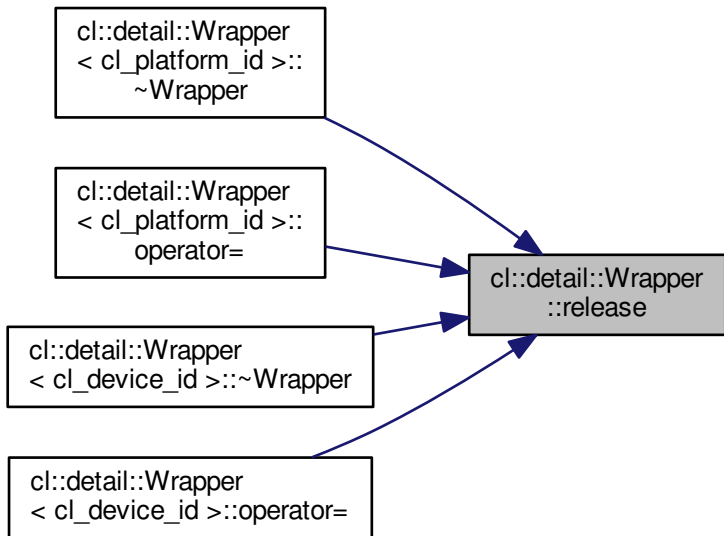 cl::detail::Wrapper
< cl_platform_id >::
~Wrapper
cl::detail::Wrapper
< cl_platform_id >::
operator=
cl::detail::Wrapper
::release
cl::detail::Wrapper
< cl_device_id >::~Wrapper
cl::detail::Wrapper
< cl_device_id >::operator=